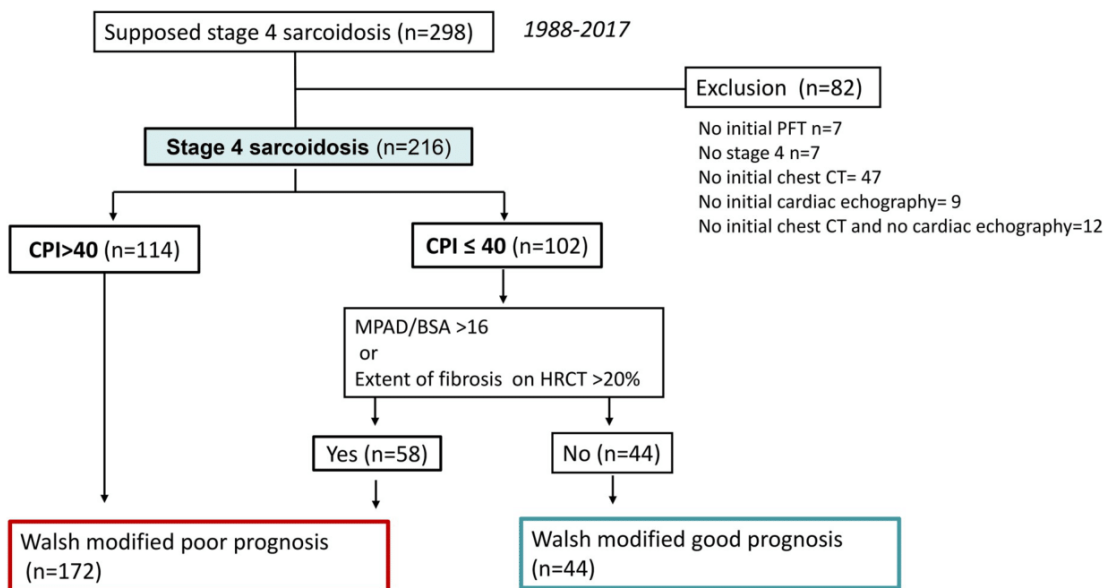 Supposed stage 4 sarcoidosis (n=298)
1988-2017
Exclusion (n=82)
No initial PFT n=7
No stage 4 n=7
No initial chest CT= 47
No initial cardiac echography= 9
No initial chest CT and no cardiac echography=12
Stage 4 sarcoidosis (n=216)
CPI>40 (n=114)
CPI ≤ 40 (n=102)
MPAD/BSA >16
or
Extent of fibrosis on HRCT >20%
Yes (n=58)
No (n=44)
Walsh modified poor prognosis
(n=172)
Walsh modified good prognosis
(n=44)